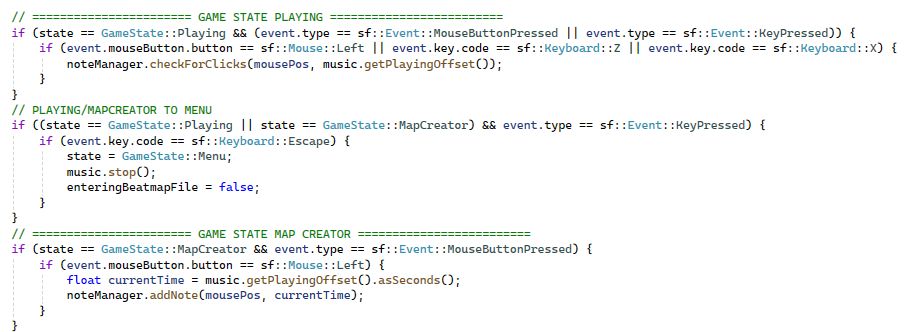 // ======================= GAME STATE PLAYING =========================
if (state == GameState::Playing && (event.type == sf::Event::MouseButtonPressed || event.type == sf::Event::KeyPressed)) {
    if (event.mouseButton.button == sf::Mouse::Left || event.key.code == sf::Keyboard::Z || event.key.code == sf::Keyboard::X) {
        noteManager.checkForClicks(mousePos, music.getPlayingOffset());
    }
}
// PLAYING/MAPCREATOR TO MENU
if ((state == GameState::Playing || state == GameState::MapCreator) && event.type == sf::Event::KeyPressed) {
    if (event.key.code == sf::Keyboard::Escape) {
        state = GameState::Menu;
        music.stop();
        enteringBeatmapFile = false;
    }
}
// ======================= GAME STATE MAP CREATOR =========================
if (state == GameState::MapCreator && event.type == sf::Event::MouseButtonPressed) {
    if (event.mouseButton.button == sf::Mouse::Left) {
        float currentTime = music.getPlayingOffset().asSeconds();
        noteManager.addNote(mousePos, currentTime);
    }
}